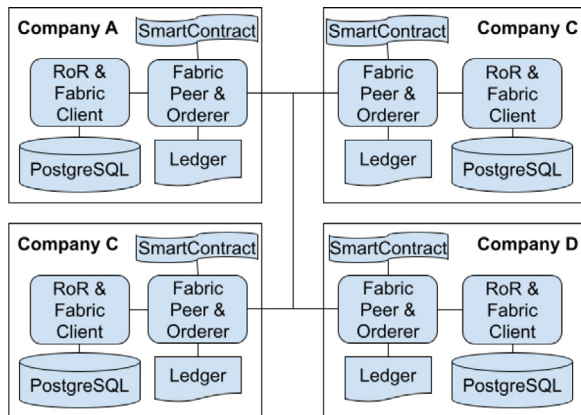 Company A
SmartContract
RoR &
Fabric
Client
Fabric
Peer &
Orderer
PostgreSQL
Ledger
SmartContract
Company C
Fabric
Peer &
Orderer
RoR &
Fabric
Client
Ledger
PostgreSQL
Company C
SmartContract
RoR &
Fabric
Client
Fabric
Peer &
Orderer
PostgreSQL
Ledger
SmartContract
Company D
Fabric
Peer &
Orderer
RoR &
Fabric
Client
Ledger
PostgreSQL